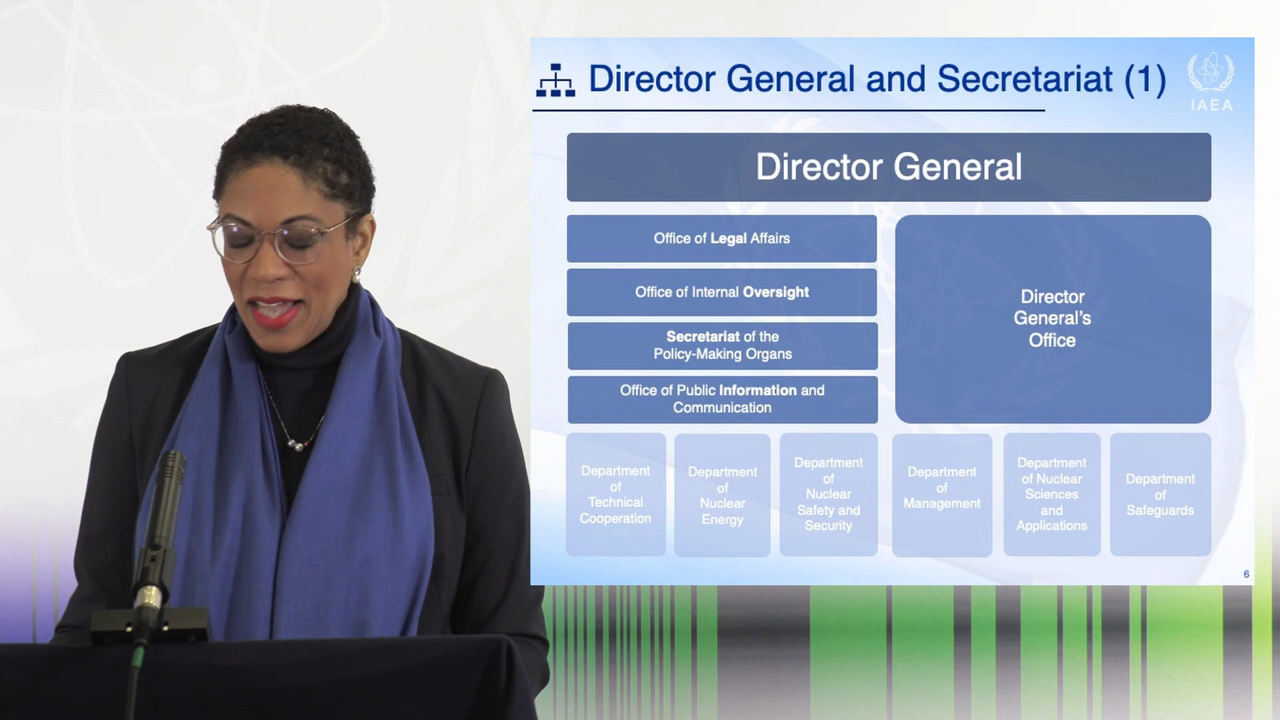 Director General and Secretariat (1)
IAEA
Director General
Office of Legal Affairs
Office of Internal Oversight
Secretariat of the
Policy-Making Organs
Office of Public Information and
Communication
Director
General's
Office
Department
of
Technical
Cooperation
Department
of
Nuclear
Energy
Department
of
Nuclear
Safety and
Security
Department
of
Management
Department
of Nuclear
Sciences
and
Applications
Department
of
Safeguards
6